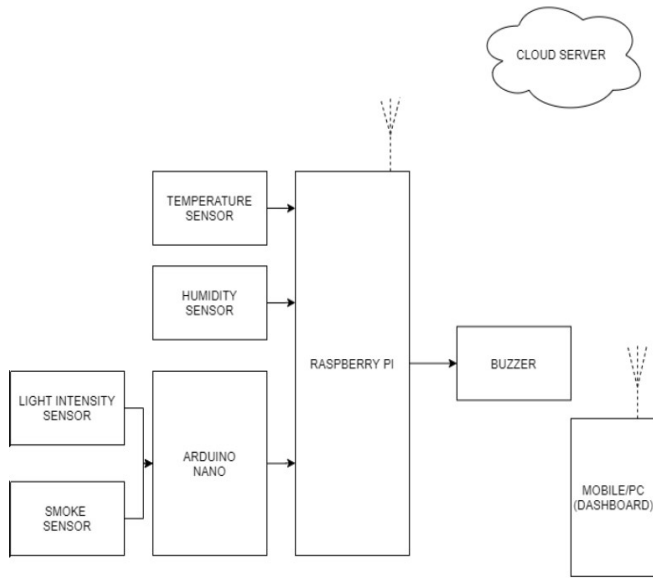 CLOUD SERVER
TEMPERATURE
SENSOR
HUMIDITY
SENSOR
RASPBERRY PI
BUZZER
LIGHT INTENSITY
SENSOR
ARDUINO
NANO
SMOKE
SENSOR
MOBILE/PC
(DASHBOARD)